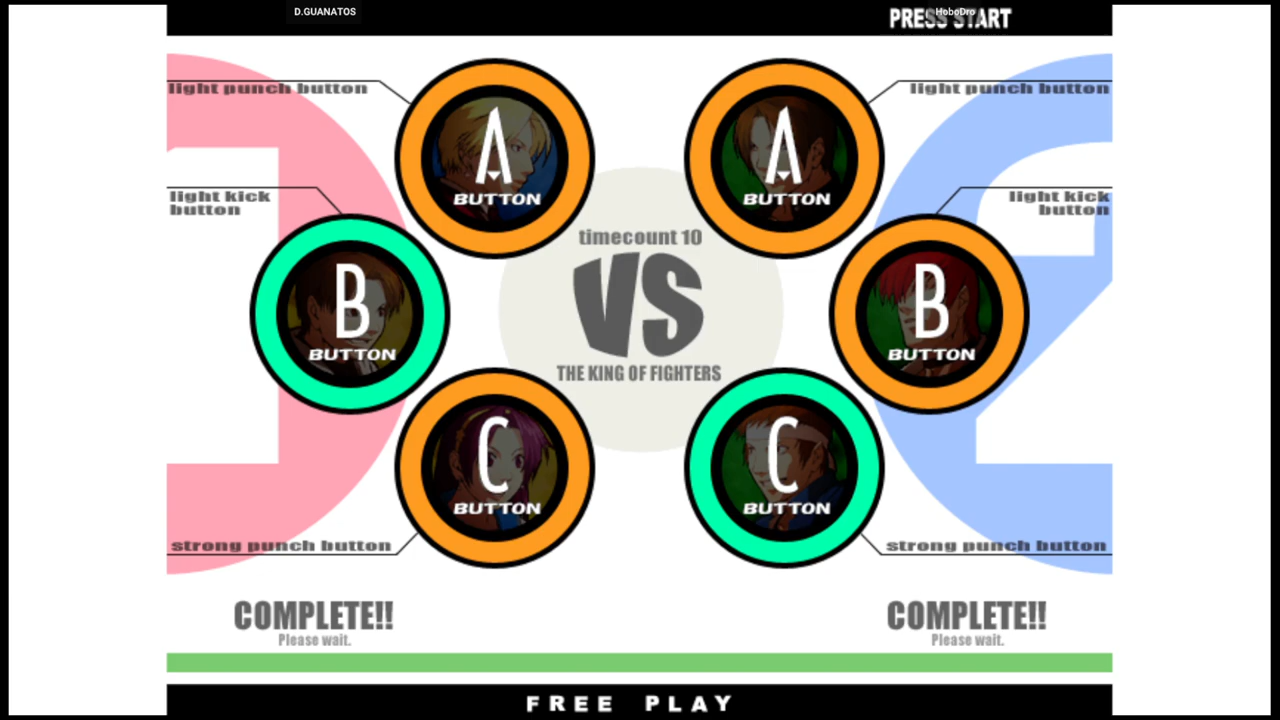 D.GUANATOS
HoboDro
PRESS START
light punch button
light punch button
A
BUTTON
A
BUTTON
light kick
button
light kick
button
timecount 10
VS
THE KING OF FIGHTERS
B
BUTTON
B
BUTTON
C
BUTTON
C
BUTTON
strong punch button
strong punch button
COMPLETE!!
Please wait.
COMPLETE!!
Please wait.
FREE PLAY